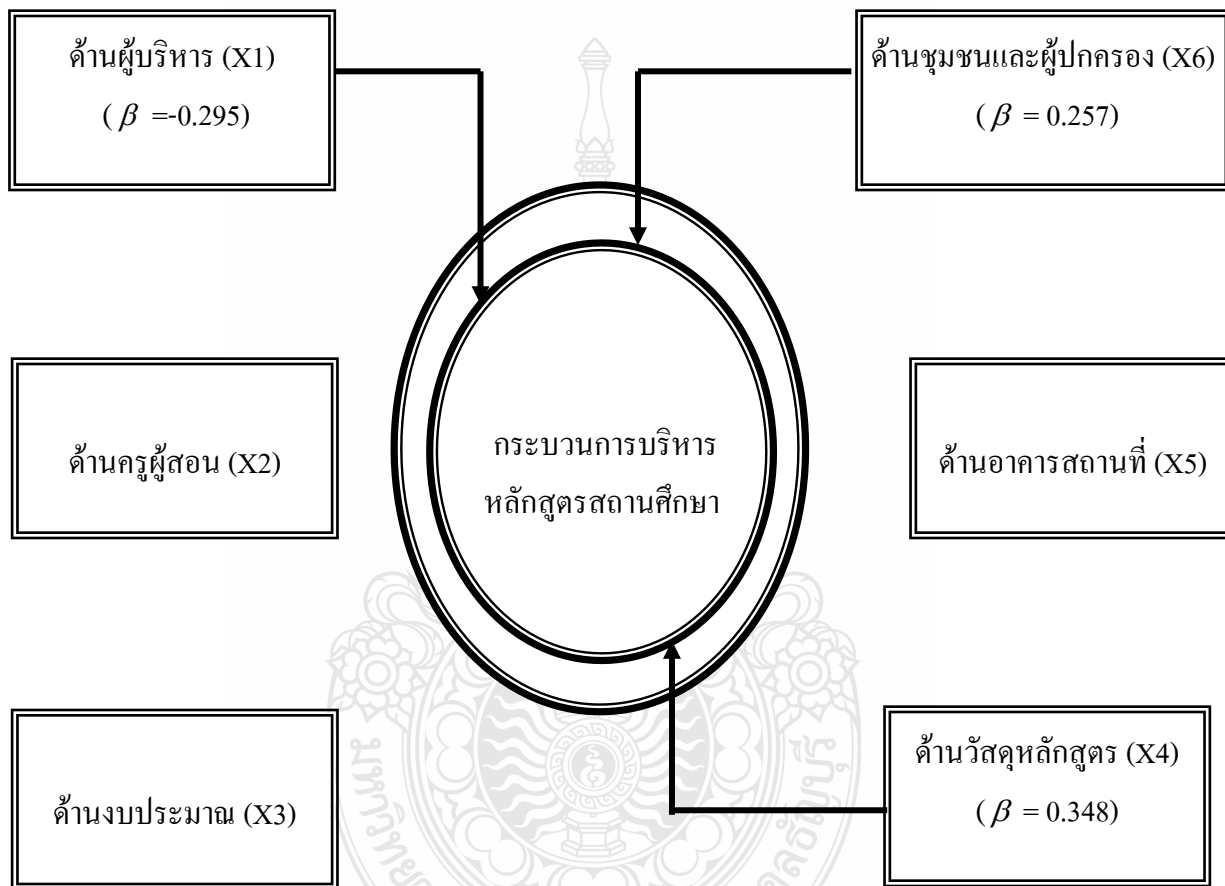 ด้านผู้บริหาร (X1)
( β =-0.295)
ด้านชุมชนและผู้ปกครอง (X6)
( β = 0.257)
ด้านครูผู้สอน (X2)
กระบวนการบริหาร
หลักสูตรสถานศึกษา
ด้านอาคารสถานที่ (X5)
ด้านงบประมาณ (X3)
ด้านวัสดุหลักสูตร (X4)
( β = 0.348)